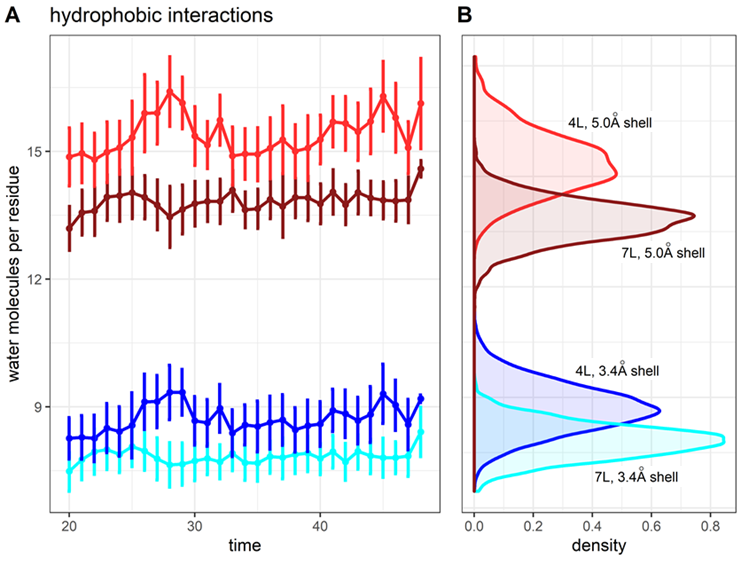 A
hydrophobic interactions
B
water molecules per residue
15
12
9
20
30
40
time
4L, 5.0Å shell
7L, 5.0Å shell
4L, 3.4Å shell
7L, 3.4Å shell
0.0
0.2
0.4
0.6
0.8
density